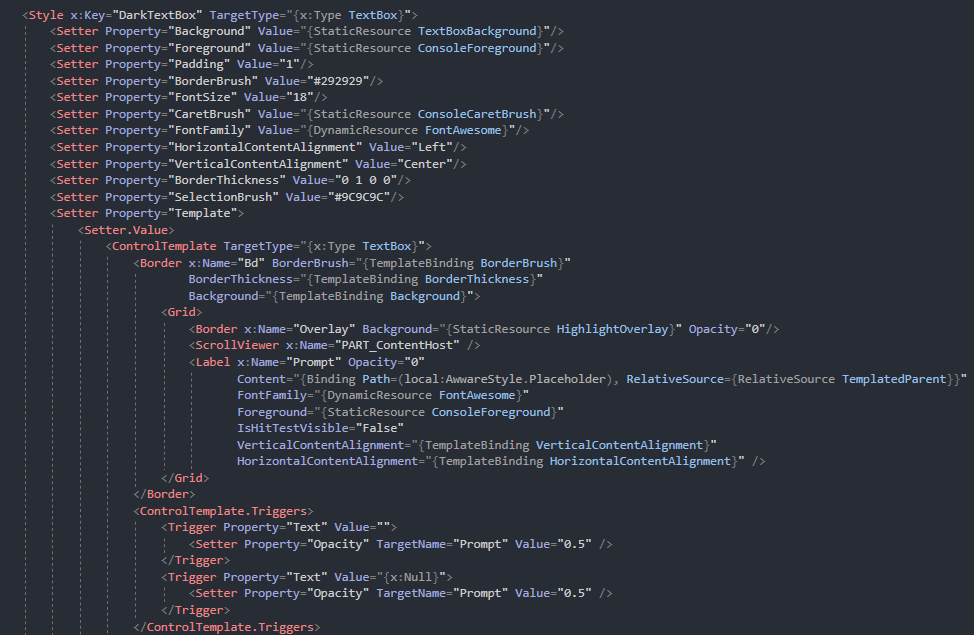 <Style x:Key="DarkTextBox" TargetType="{x:Type TextBox}">
<Setter Property="Background" Value="{StaticResource TextBoxBackground}"/>
<Setter Property="Foreground" Value="{StaticResource ConsoleForeground}"/>
<Setter Property="Padding" Value="1"/>
<Setter Property="BorderBrush" Value="#292929"/>
<Setter Property="FontSize" Value="18"/>
<Setter Property="CaretBrush" Value="{StaticResource ConsoleCaretBrush}"/>
<Setter Property="FontFamily" Value="{DynamicResource FontAwesome}"/>
<Setter Property="HorizontalContentAlignment" Value="Left"/>
<Setter Property="VerticalContentAlignment" Value="Center"/>
<Setter Property="BorderThickness" Value="0 1 0 0"/>
<Setter Property="SelectionBrush" Value="#9C9C9C"/>
<Setter Property="Template">
<Setter.Value>
<ControlTemplate TargetType="{x:Type TextBox}">
<Border x:Name="Bd" BorderBrush="{TemplateBinding BorderBrush}"
BorderThickness="{TemplateBinding BorderThickness}"
Background="{TemplateBinding Background}">
<Grid>
<Border x:Name="Overlay" Background="{StaticResource HighlightOverlay}" Opacity="0"/>
<ScrollViewer x:Name="PART_ContentHost" />
<Label x:Name="Prompt" Opacity="0"
Content="{Binding Path=(local:AwwareStyle.Placeholder), RelativeSource={RelativeSource TemplatedParent}}"
FontFamily="{DynamicResource FontAwesome}"
Foreground="{StaticResource ConsoleForeground}"
IsHitTestVisible="False"
VerticalContentAlignment="{TemplateBinding VerticalContentAlignment}"
HorizontalContentAlignment="{TemplateBinding HorizontalContentAlignment}" />
</Grid>
</Border>
<ControlTemplate.Triggers>
<Trigger Property="Text" Value="">
<Setter Property="Opacity" TargetName="Prompt" Value="0.5" />
</Trigger>
<Trigger Property="Text" Value="{x:Null}">
<Setter Property="Opacity" TargetName="Prompt" Value="0.5" />
</Trigger>
</ControlTemplate.Triggers>